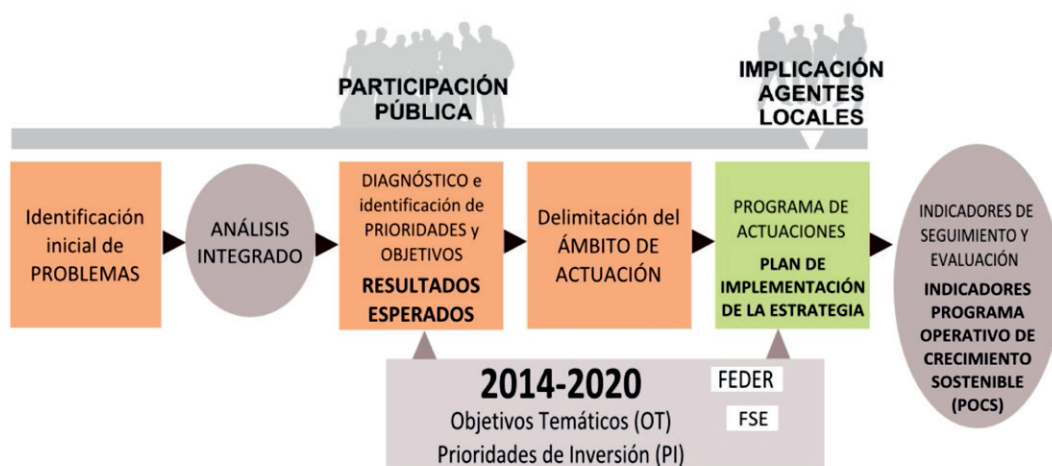 PARTICIPACIÓN
PÚBLICA
IMPLICACIÓN
AGENTES
LOCALES
Identificación
inicial de
PROBLEMAS
ANÁLISIS
INTEGRADO
DIAGNÓSTICO e
identificación de
PRIORIDADES y
OBJETIVOS
RESULTADOS
ESPERADOS
Delimitación del
ÁMBITO DE
ACTUACIÓN
PROGRAMA DE
ACTUACIONES
PLAN DE
IMPLEMENTACIÓN
DE LA ESTRATEGIA
INDICADORES DE
SEGUIMIENTO Y
EVALUACIÓN
INDICADORES
PROGRAMA
OPERATIVO DE
CRECIMIENTO
SOSTENIBLE
(POCS)
2014-2020
Objetivos Temáticos (OT)
Prioridades de Inversión (PI)
FEDER
FSE